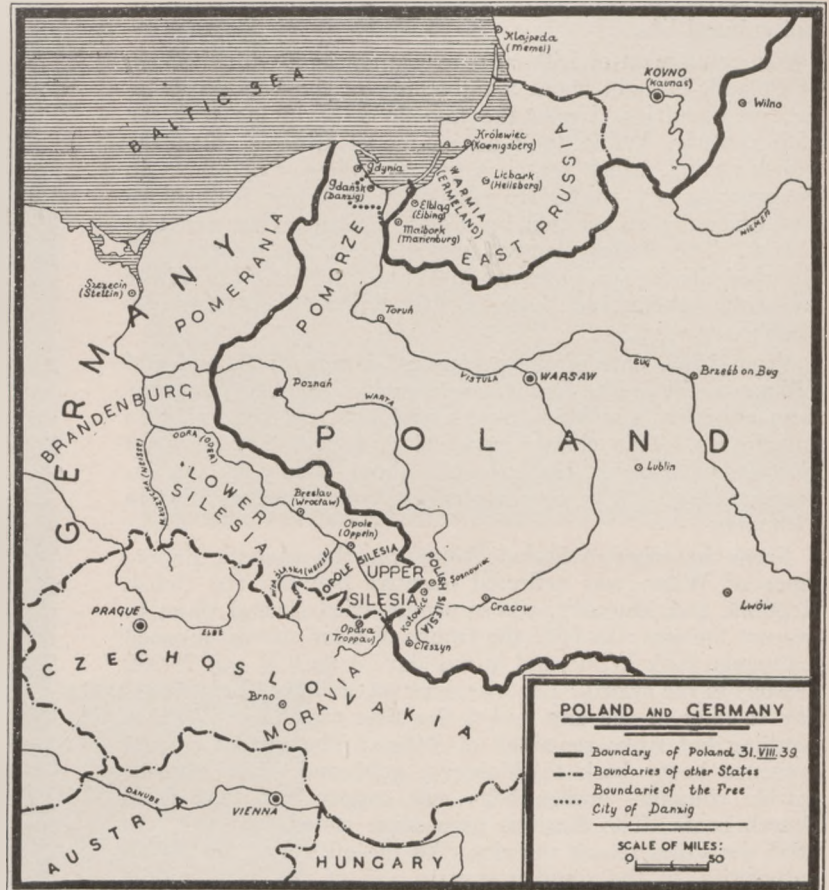 BALTIC SEA
Klajpeda
(Memel)
KOVNO
(Kaunas)
Wilno
Królewiec
(Koenigsberg)
Gdynia
Gdańsk
(Danzig)
Licbark
(Heilsberg)
WARMIA
(ERMELAND)
Elbląg
(Elbing)
Malbork
(Marienburg)
EAST PRUSSIA
NIEMEN
GERMANY
POMERANIA
POMORZE
Szczecin
(Stettin)
Toruń
VISTULA
WARSAW
BUG
Brześć on Bug
BRANDENBURG
Poznań
WARTA
POLAND
Lublin
ODRA (ODER)
LOWER
SILESIA
Breslau
(Wrocław)
Opole
(Oppeln)
OPOLE SILESIA
UPPER
SILESIA
POLISH SILESIA
Sosnowiec
Katowice
Cracow
Lwów
Cieszyn
Opava
(Troppau)
PRAGUE
ELBE
CZECHOSLOVAKIA
Brno
MORAVIA
DANUBE
VIENNA
AUSTRIA
HUNGARY
POLAND AND GERMANY
Boundary of Poland 31.VIII.39
Boundaries of other States
Boundarie of the Free
City of Danzig
SCALE OF MILES:
0 50